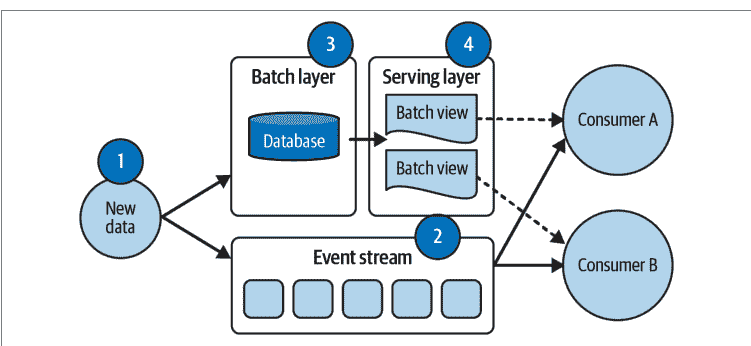 3
4
Batch layer
Serving layer
Batch view
Consumer A
Database
1
Batch view
New
data
2
Event stream
Consumer B